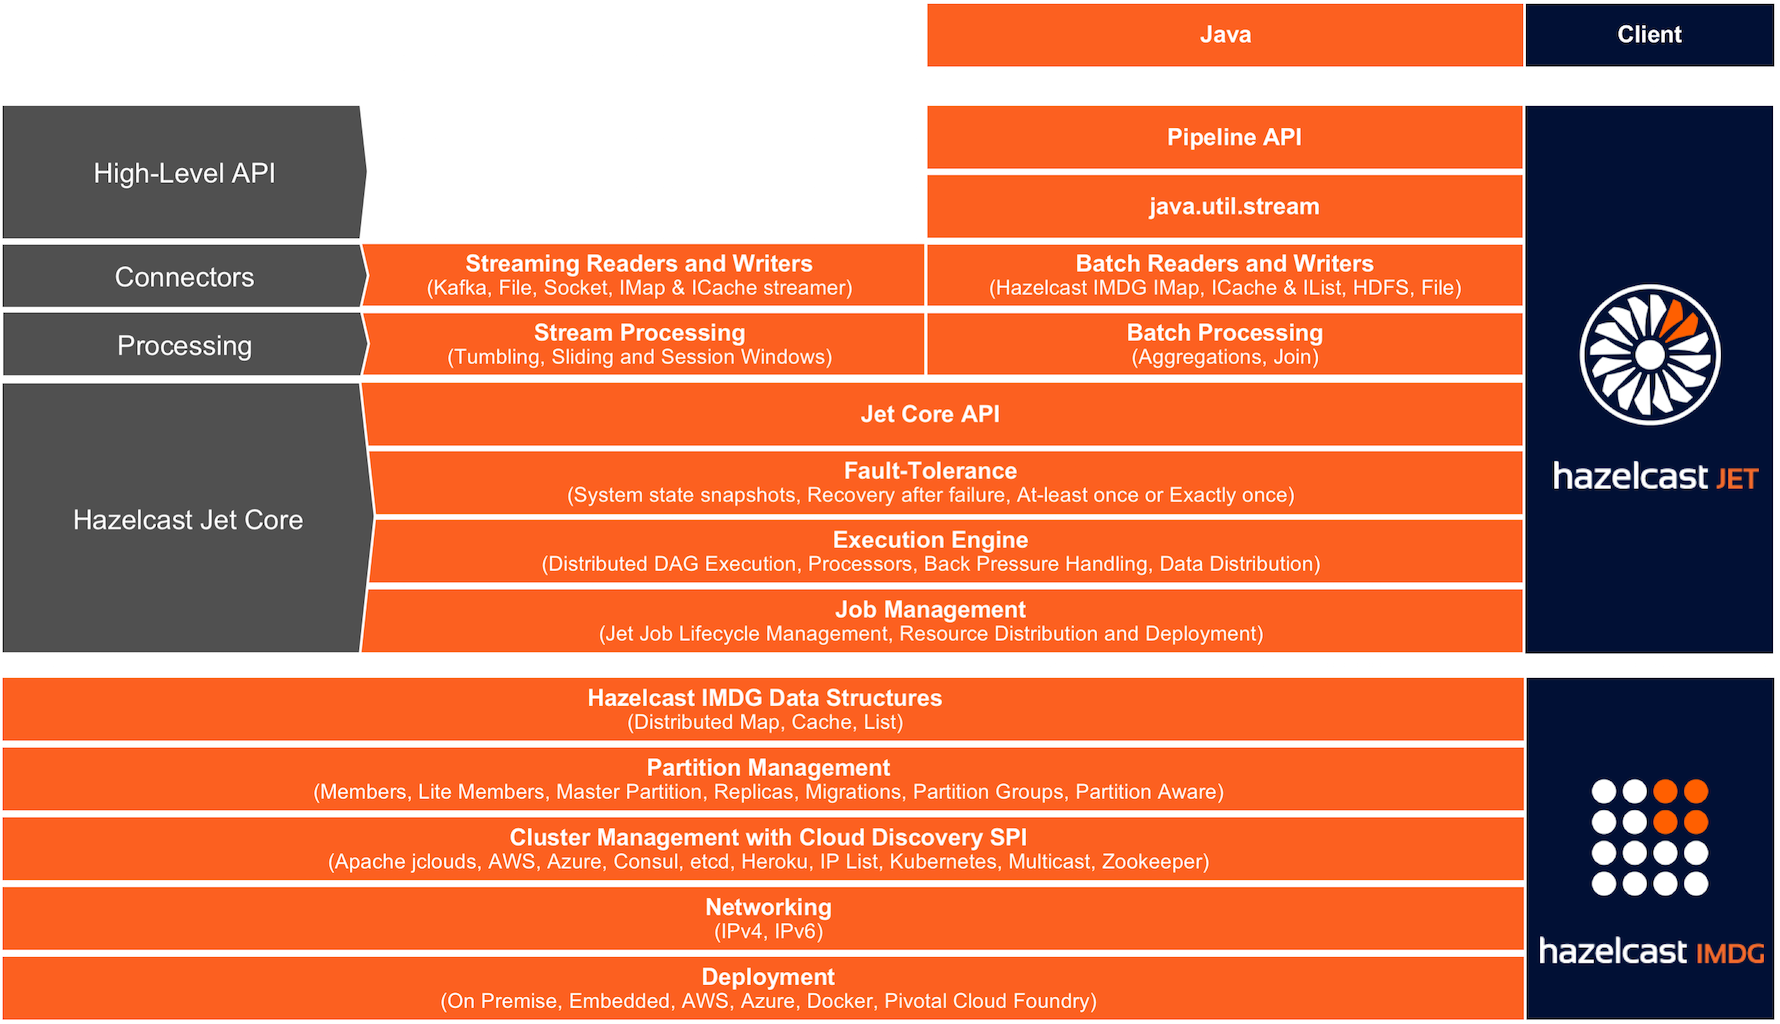 Java
Client
High-Level API
Pipeline API
java.util.stream
Connectors
Streaming Readers and Writers
(Kafka, File, Socket, IMap & ICache streamer)
Batch Readers and Writers
(Hazelcast IMDG IMap, ICache & IList, HDFS, File)
Processing
Stream Processing
(Tumbling, Sliding and Session Windows)
Batch Processing
(Aggregations, Join)
Hazelcast Jet Core
Jet Core API
Fault-Tolerance
(System state snapshots, Recovery after failure, At-least once or Exactly once)
Execution Engine
(Distributed DAG Execution, Processors, Back Pressure Handling, Data Distribution)
Job Management
(Jet Job Lifecycle Management, Resource Distribution and Deployment)
hazelcast JET
Hazelcast IMDG Data Structures
(Distributed Map, Cache, List)
Partition Management
(Members, Lite Members, Master Partition, Replicas, Migrations, Partition Groups, Partition Aware)
Cluster Management with Cloud Discovery SPI
(Apache jclouds, AWS, Azure, Consul, etcd, Heroku, IP List, Kubernetes, Multicast, Zookeeper)
Networking
(IPv4, IPv6)
Deployment
(On Premise, Embedded, AWS, Azure, Docker, Pivotal Cloud Foundry)
hazelcast IMDG